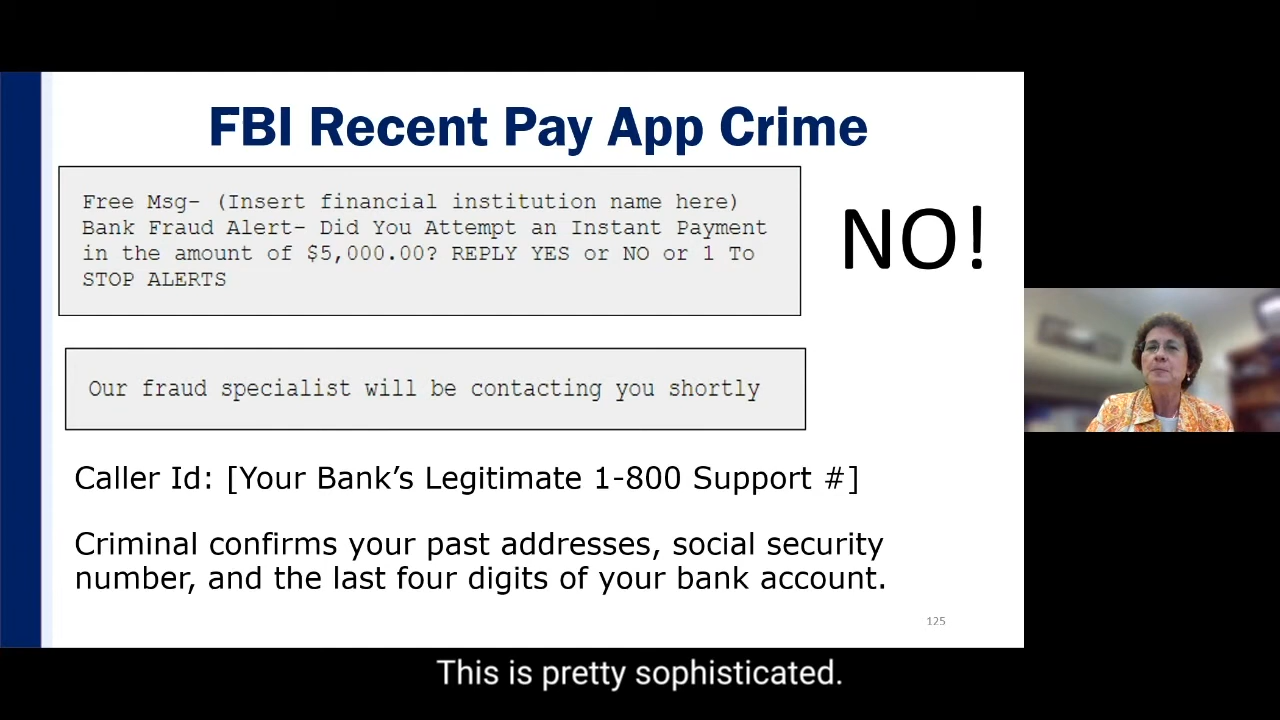 FBI Recent Pay App Crime
Free Msg- (Insert financial institution name here)
Bank Fraud Alert- Did You Attempt an Instant Payment
in the amount of $5,000.00? REPLY YES or NO or 1 To
STOP ALERTS
NO!
Our fraud specialist will be contacting you shortly
Caller Id: [Your Bank’s Legitimate 1-800 Support #]
Criminal confirms your past addresses, social security
number, and the last four digits of your bank account.
125
This is pretty sophisticated.